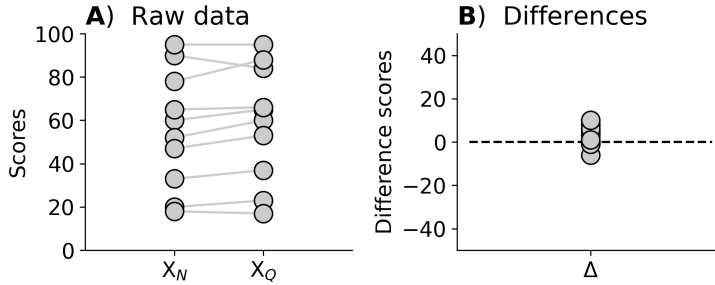 A) Raw data
Scores
100
80
60
40
20
0
X_N X_Q
B) Differences
Difference scores
40
20
0
−20
−40
Δ